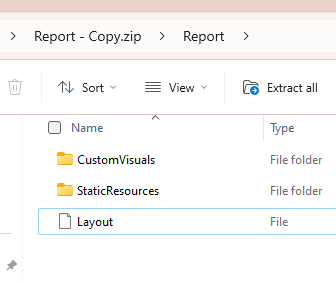 Report - Copy.zip Report
Sort View Extract all
Name Type
CustomVisuals File folder
StaticResources File folder
Layout File